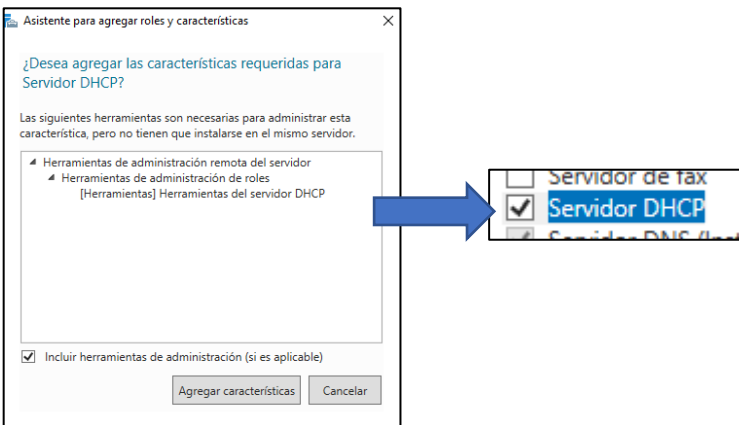 Asistente para agregar roles y características
¿Desea agregar las características requeridas para
Servidor DHCP?
Las siguientes herramientas son necesarias para administrar esta
característica, pero no tienen que instalarse en el mismo servidor.
Herramientas de administración remota del servidor
Herramientas de administración de roles
[Herramientas] Herramientas del servidor DHCP
Incluir herramientas de administración (si es aplicable)
Agregar características
Cancelar
Servidor de fax
Servidor DHCP
Servidor DNS